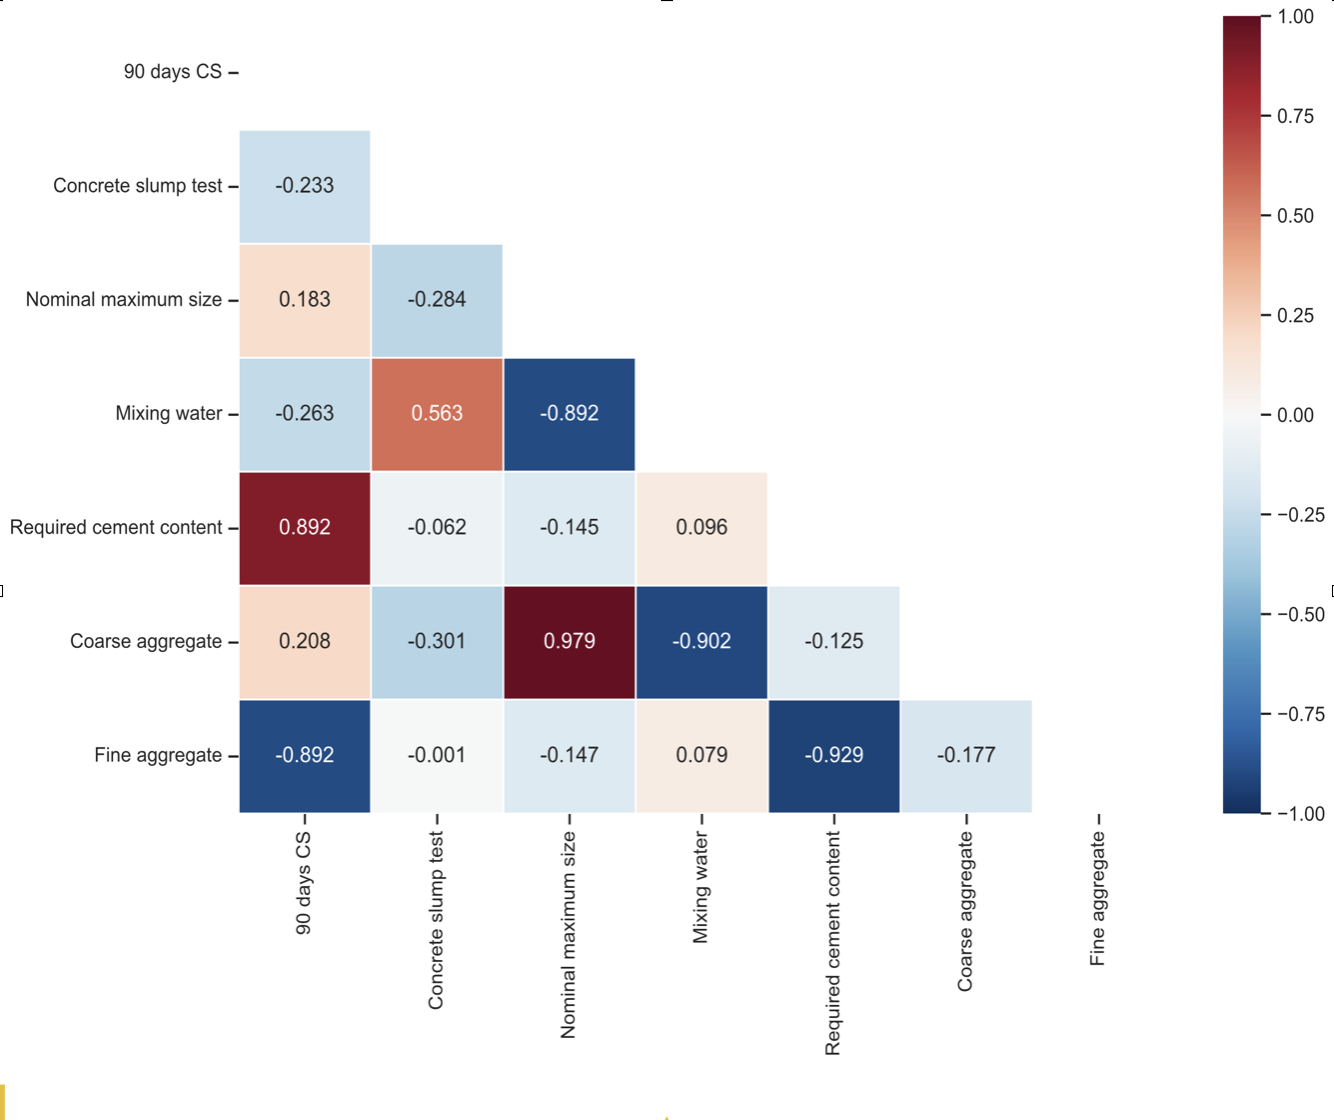 1.00
90 days CS
0.75
Concrete slump test -0.233
0.50
Nominal maximum size 0.183 -0.284
0.25
Mixing water -0.263 0.563 -0.892
0.00
Required cement content 0.892 -0.062 -0.145 0.096
−0.25
−0.50
Coarse aggregate 0.208 -0.301 0.979 -0.902 -0.125
−0.75
Fine aggregate -0.892 -0.001 -0.147 0.079 -0.929 -0.177
−1.00
90 days CS
Concrete slump test
Nominal maximum size
Mixing water
Required cement content
Coarse aggregate
Fine aggregate